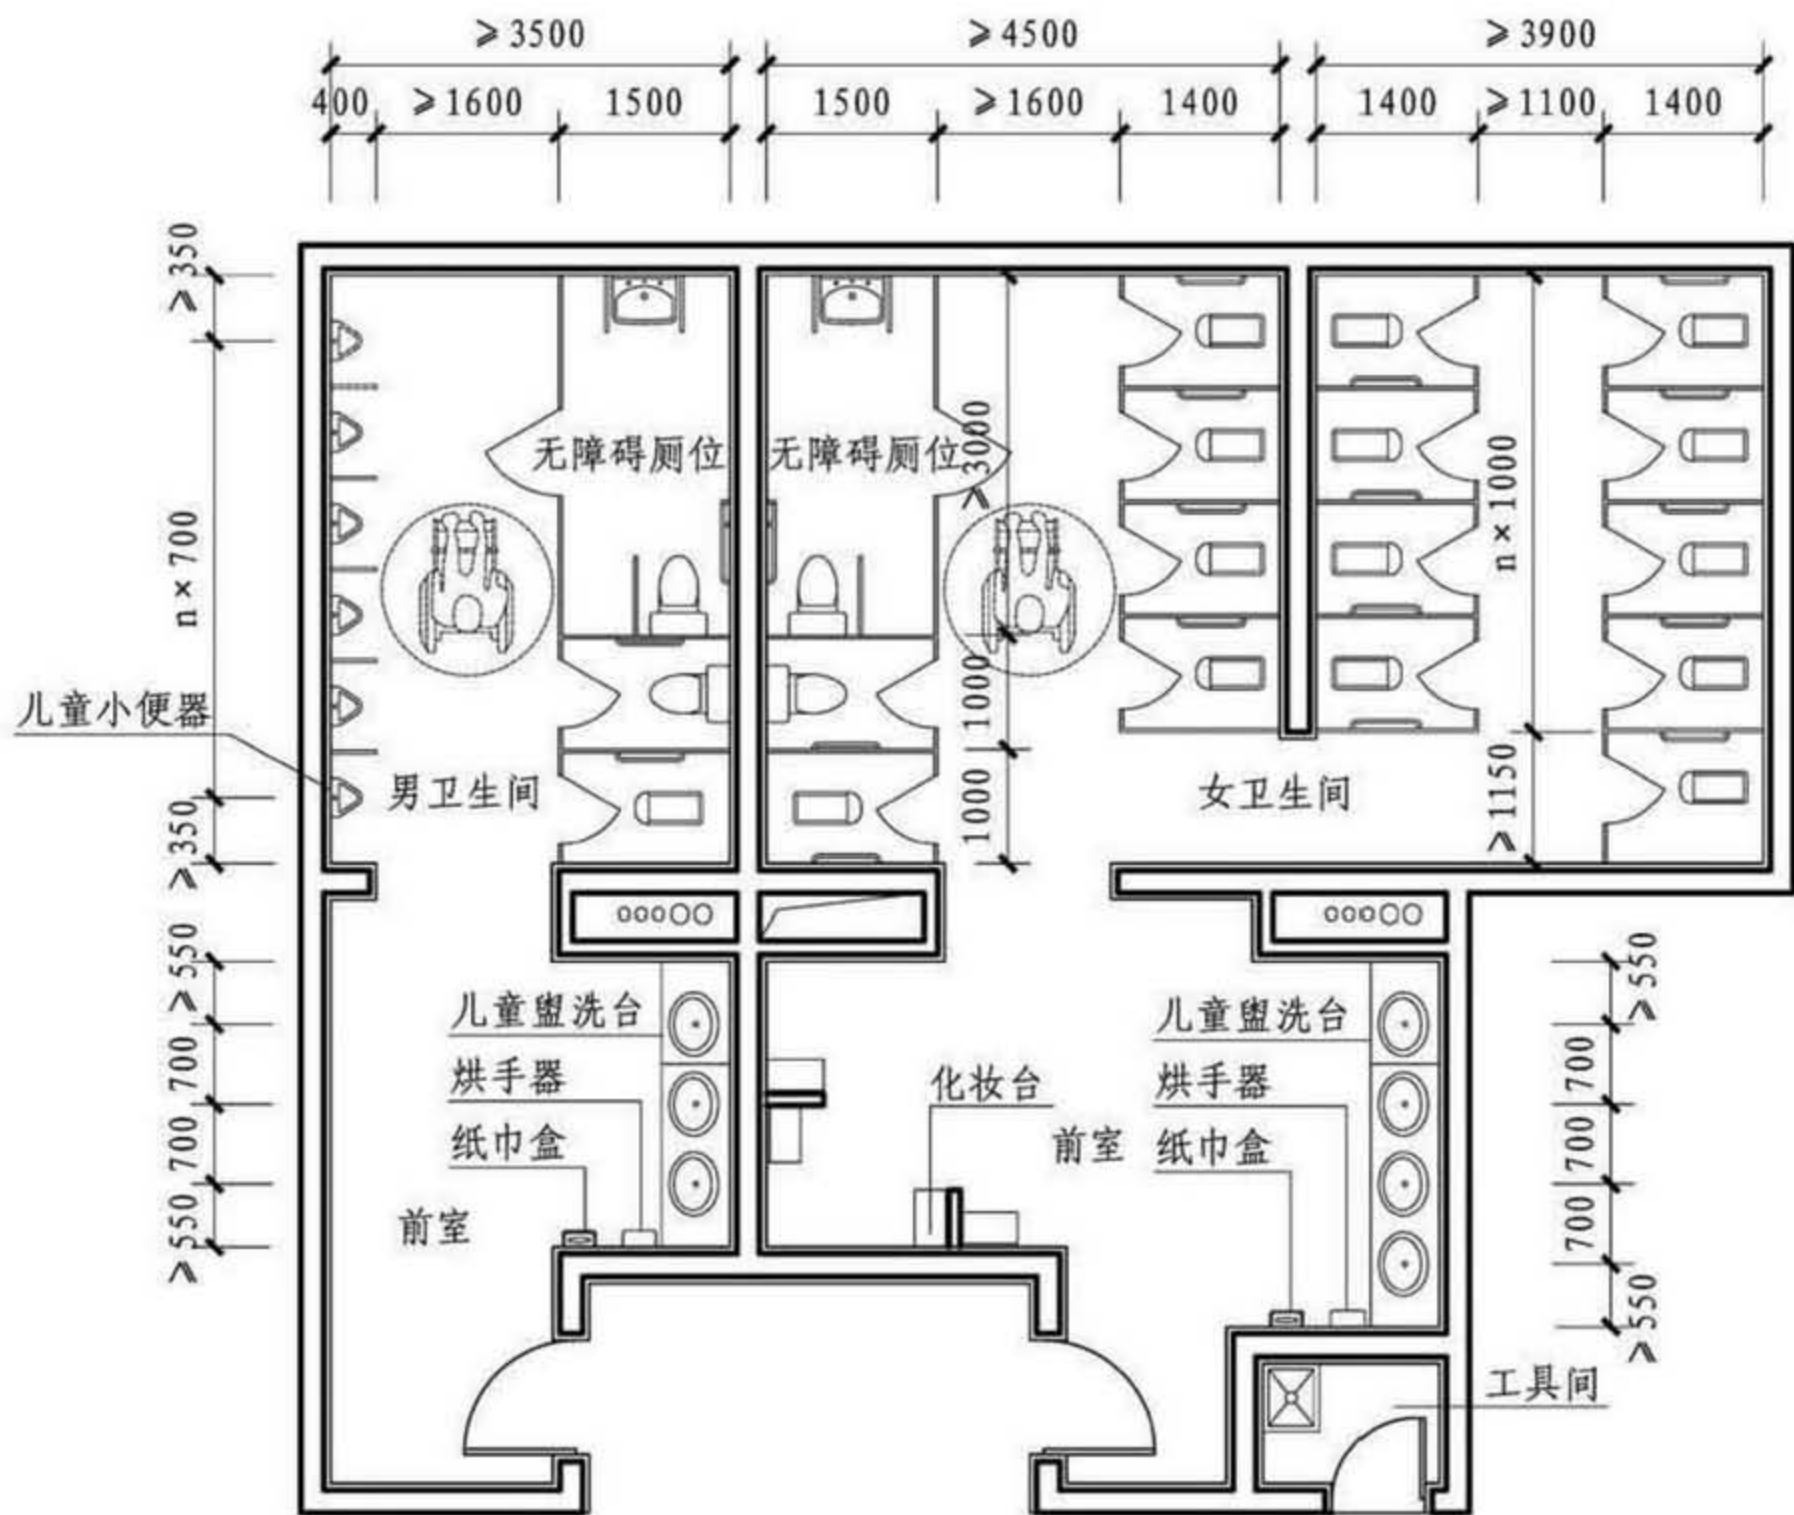 ≥3500
≥4500
≥3900
400
≥1600
1500
1500
≥1600
1400
1400
≥1100
1400
≥350
n×700
≥350
≥550
700
700
≥550
无障碍厕位
无障碍厕位
≥3000
1000
1000
n×1000
≥1150
儿童小便器
男卫生间
女卫生间
儿童盥洗台
烘手器
纸巾盒
前室
化妆台
前室
儿童盥洗台
烘手器
纸巾盒
≥550
700
700
700
≥550
工具间